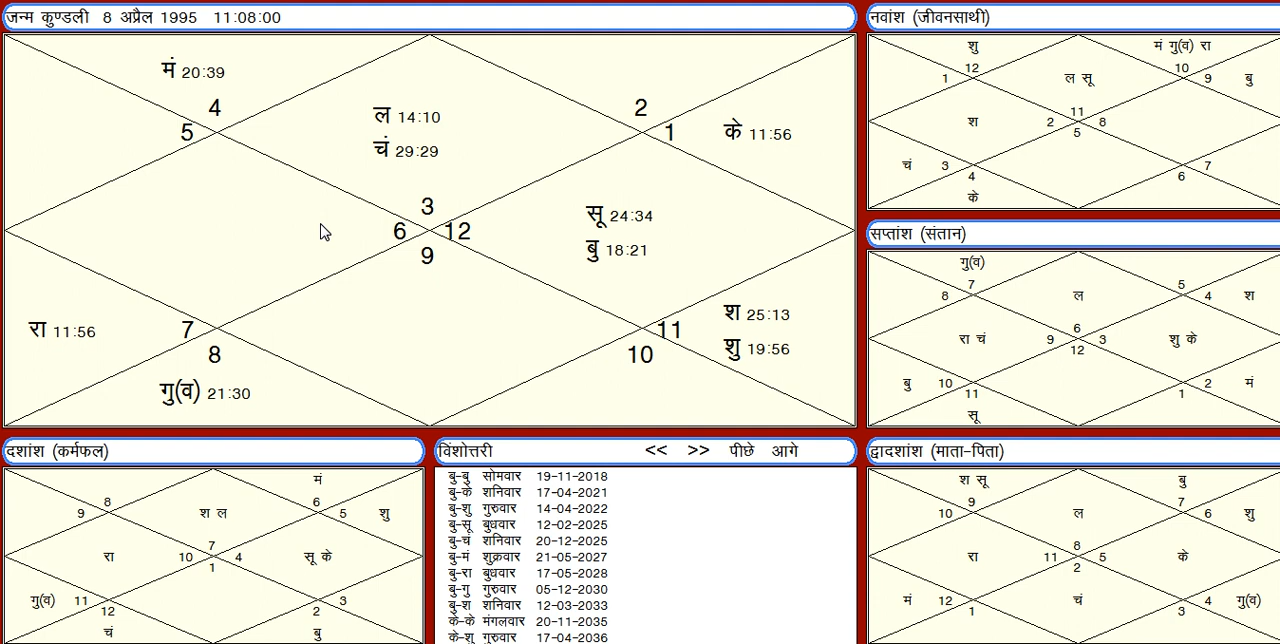 जन्म कुण्डली 8 अप्रैल 1995 11:08:00
मं 20:39
4
5
ल 14:10
चं 29:29
2
1
के 11:56
3
6 12
9
सू 24:34
बु 18:21
रा 11:56
7
8
गु(व) 21:30
11
10
श 25:13
शु 19:56
नवांश (जीवनसाथी)
शु
मं गु(व) रा
12
1
ल सू
10
9
बु
श
11
2 8
5
चं
3
4
7
6
के
सप्तांश (संतान)
गु(व)
7
8
ल
5
4
श
रा चं
6
9 3
12
शु के
बु
10
11
2
1
मं
सू
दशांश (कर्मफल)
मं
8
9
श ल
6
5
शु
रा
7
10 4
1
सू के
गु(व)
11
12
3
2
चं
बु
विंशोत्तरी << >> पीछे आगे
बु-बु सोमवार 19-11-2018
बु-के शनिवार 17-04-2021
बु-शु गुरुवार 14-04-2022
बु-सू बुधवार 12-02-2025
बु-चं शनिवार 20-12-2025
बु-मं शुक्रवार 21-05-2027
बु-रा बुधवार 17-05-2028
बु-गु गुरुवार 05-12-2030
बु-श शनिवार 12-03-2033
के-के मंगलवार 20-11-2035
के-शु गुरुवार 17-04-2036
द्वादशांश (माता-पिता)
श सू
बु
9
10
ल
7
6
शु
रा
8
11 5
2
के
मं
12
1
चं
4
3
गु(व)